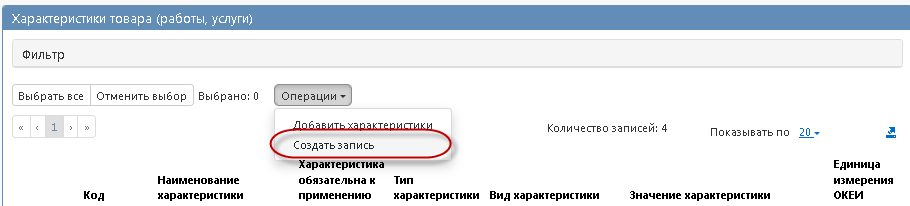 Характеристики товара (работы, услуги)
Фильтр
Выбрать все Отменить выбор Выбрано: 0 Операции
Добавить характеристики
« ‹ 1 › » Количество записей: 4 Показывать по 20
Создать запись
Код
Наименование характеристики
Характеристика обязательна к применению
Тип характеристики
Вид характеристики
Значение характеристики
Единица измерения ОКЕИ